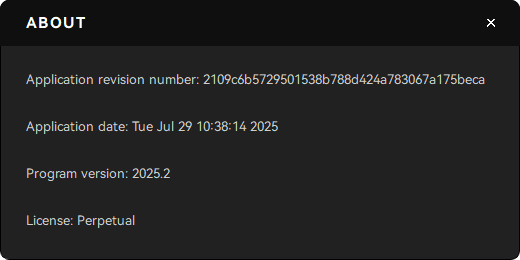 ABOUT
Application revision number: 2109c6b5729501538b788d424a783067a175beca
Application date: Tue Jul 29 10:38:14 2025
Program version: 2025.2
License: Perpetual